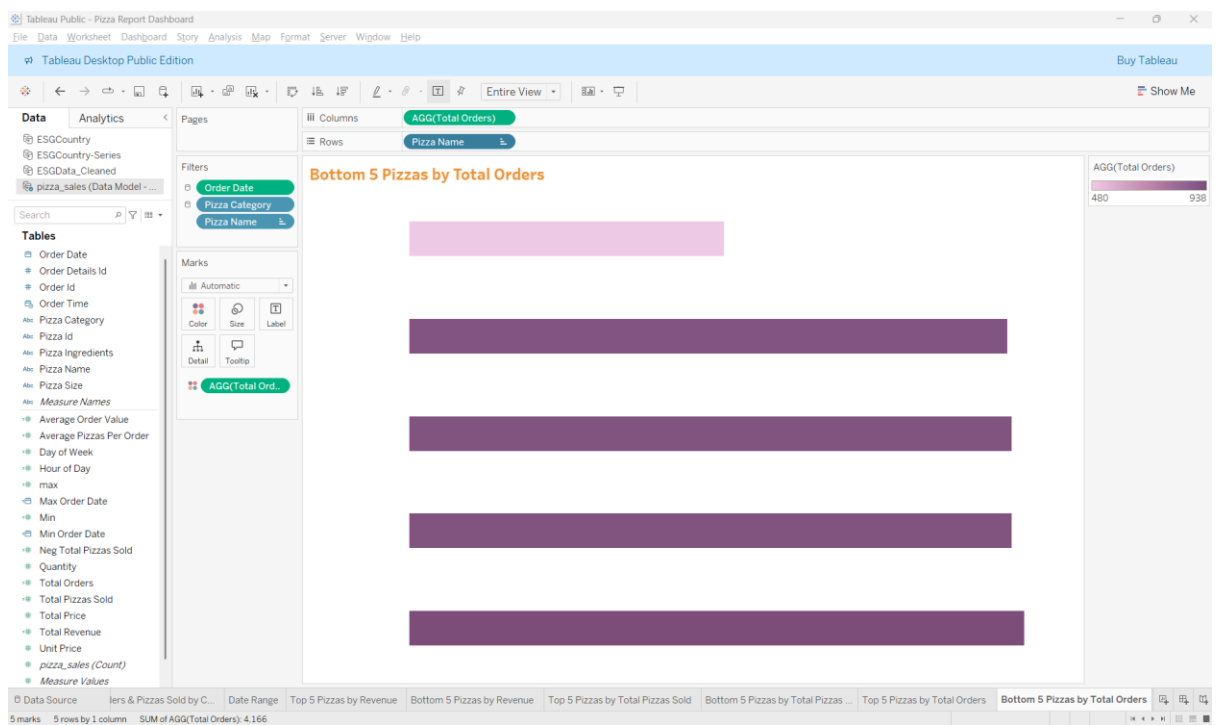 Tableau Public - Pizza Report Dashboard
File Data Worksheet Dashboard Story Analysis Map Format Server Window Help
Tableau Desktop Public Edition
Buy Tableau
Entire View
Show Me
Data Analytics
ESGCountry
ESGCountry-Series
ESGData_Cleaned
pizza_sales (Data Model - ...
Search
Tables
Order Date
Order Details Id
Order Id
Order Time
Abc Pizza Category
Abc Pizza Id
Abc Pizza Ingredients
Abc Pizza Name
Abc Pizza Size
Abc Measure Names
Average Order Value
Average Pizzas Per Order
Day of Week
Hour of Day
max
Max Order Date
Min
Min Order Date
Neg Total Pizzas Sold
Quantity
Total Orders
Total Pizzas Sold
Total Price
Total Revenue
Unit Price
pizza_sales (Count)
Measure Values
Pages
Filters
Order Date
Pizza Category
Pizza Name
Marks
Automatic
Color Size Label
Detail Tooltip
AGG(Total Ord..
Columns AGG(Total Orders)
Rows Pizza Name
Bottom 5 Pizzas by Total Orders
AGG(Total Orders)
480 938
Data Source lers & Pizzas Sold by C... Date Range Top 5 Pizzas by Revenue Bottom 5 Pizzas by Revenue Top 5 Pizzas by Total Pizzas Sold Bottom 5 Pizzas by Total Pizzas ... Top 5 Pizzas by Total Orders Bottom 5 Pizzas by Total Orders
5 marks 5 rows by 1 column SUM of AGG(Total Orders): 4,166